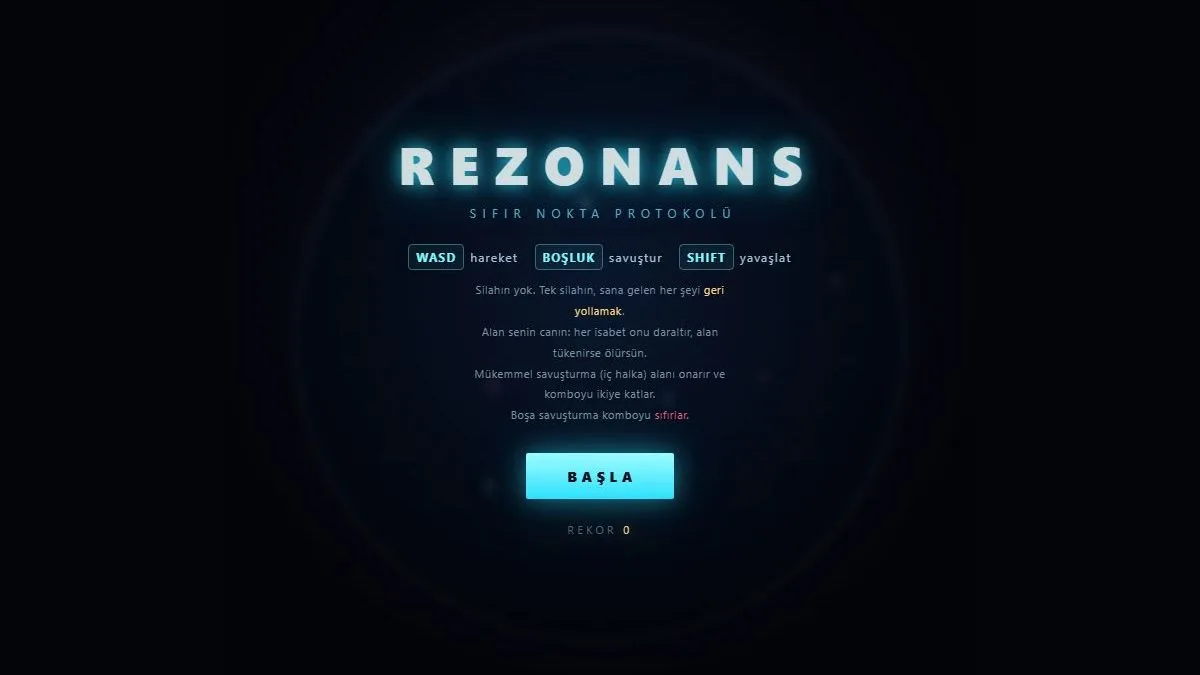 REZONANS
SIFIR NOKTA PROTOKOLÜ
WASD hareket BOŞLUK savuştur SHIFT yavaşlat
Silahın yok. Tek silahın, sana gelen her şeyi geri
yollamak.
Alan senin canın: her isabet onu daraltır, alan
tükenirse ölürsün.
Mükemmel savuşturma (iç halka) alanı onarır ve
komboyu ikiye katlar.
Boşa savuşturma komboyu sıfırlar.
BAŞLA
REKOR 0